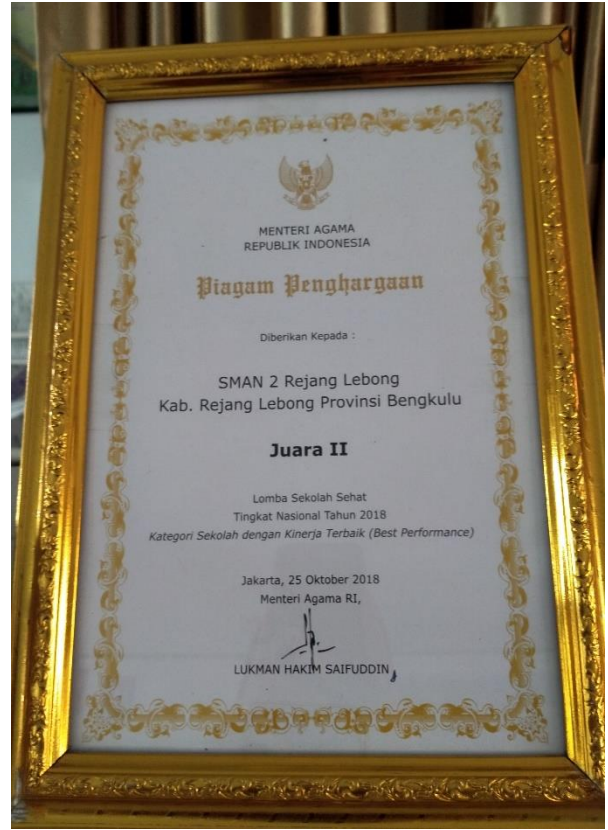 MENTERI AGAMA
REPUBLIK INDONESIA
Piagam Penghargaan
Diberikan Kepada :
SMAN 2 Rejang Lebong
Kab. Rejang Lebong Provinsi Bengkulu
Juara II
Lomba Sekolah Sehat
Tingkat Nasional Tahun 2018
Kategori Sekolah dengan Kinerja Terbaik (Best Performance)
Jakarta, 25 Oktober 2018
Menteri Agama RI,
LUKMAN HAKIM SAIFUDDIN